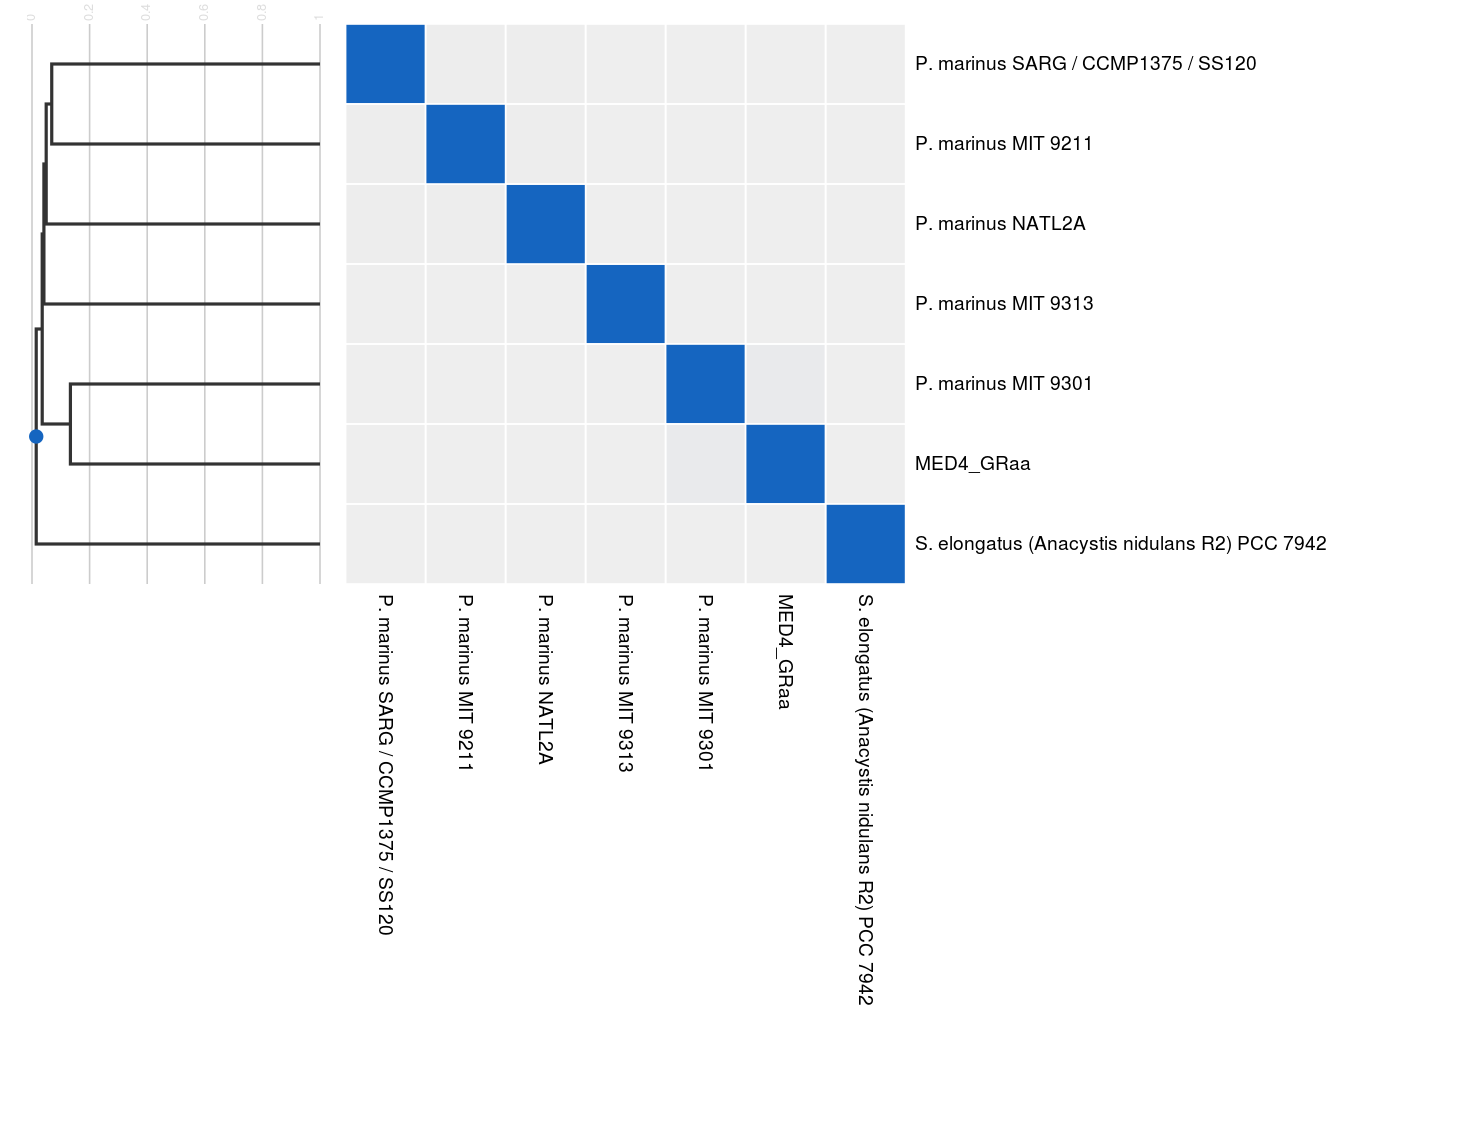 0
0.2
0.4
0.6
0.8
1
P. marinus SARG / CCMP1375 / SS120
P. marinus MIT 9211
P. marinus NATL2A
P. marinus MIT 9313
P. marinus MIT 9301
MED4_GRaa
S. elongatus (Anacystis nidulans R2) PCC 7942
P. marinus SARG / CCMP1375 / SS120
P. marinus MIT 9211
P. marinus NATL2A
P. marinus MIT 9313
P. marinus MIT 9301
MED4_GRaa
S. elongatus (Anacystis nidulans R2) PCC 7942